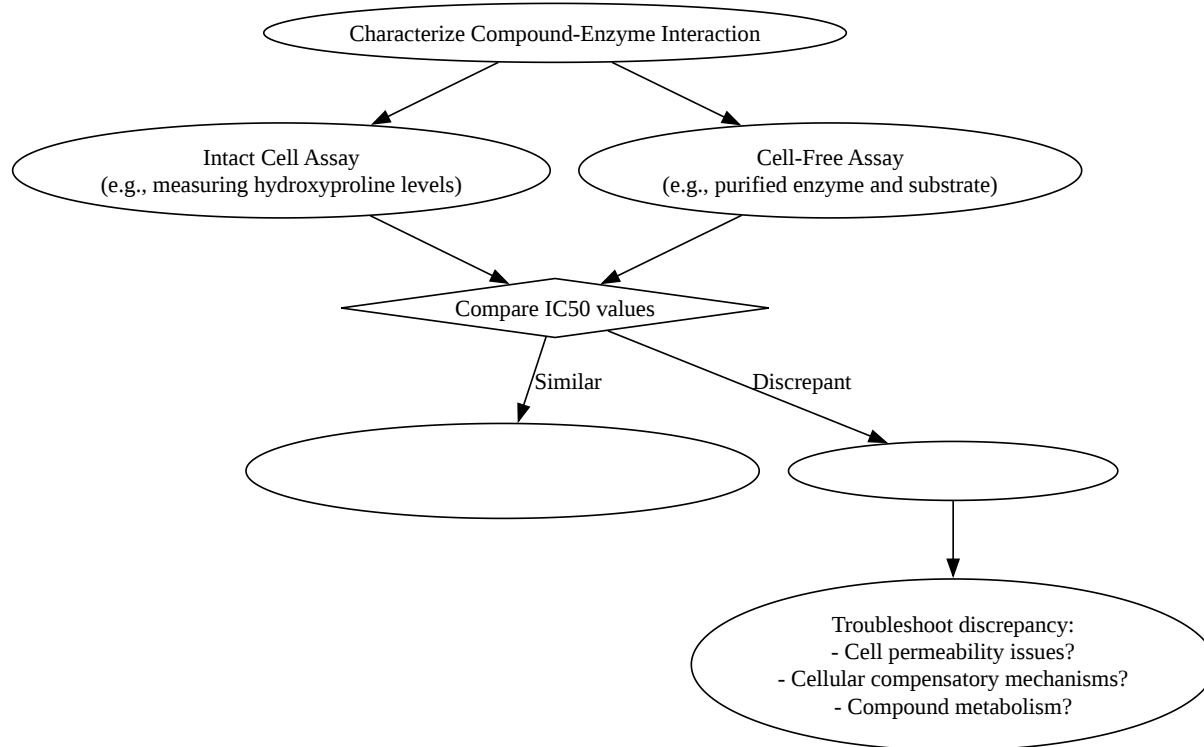 Characterize Compound-Enzyme Interaction
Intact Cell Assay
(e.g., measuring hydroxyproline levels)
Cell-Free Assay
(e.g., purified enzyme and substrate)
Compare IC50 values
Similar
Discrepant
Troubleshoot discrepancy:
- Cell permeability issues?
- Cellular compensatory mechanisms?
- Compound metabolism?